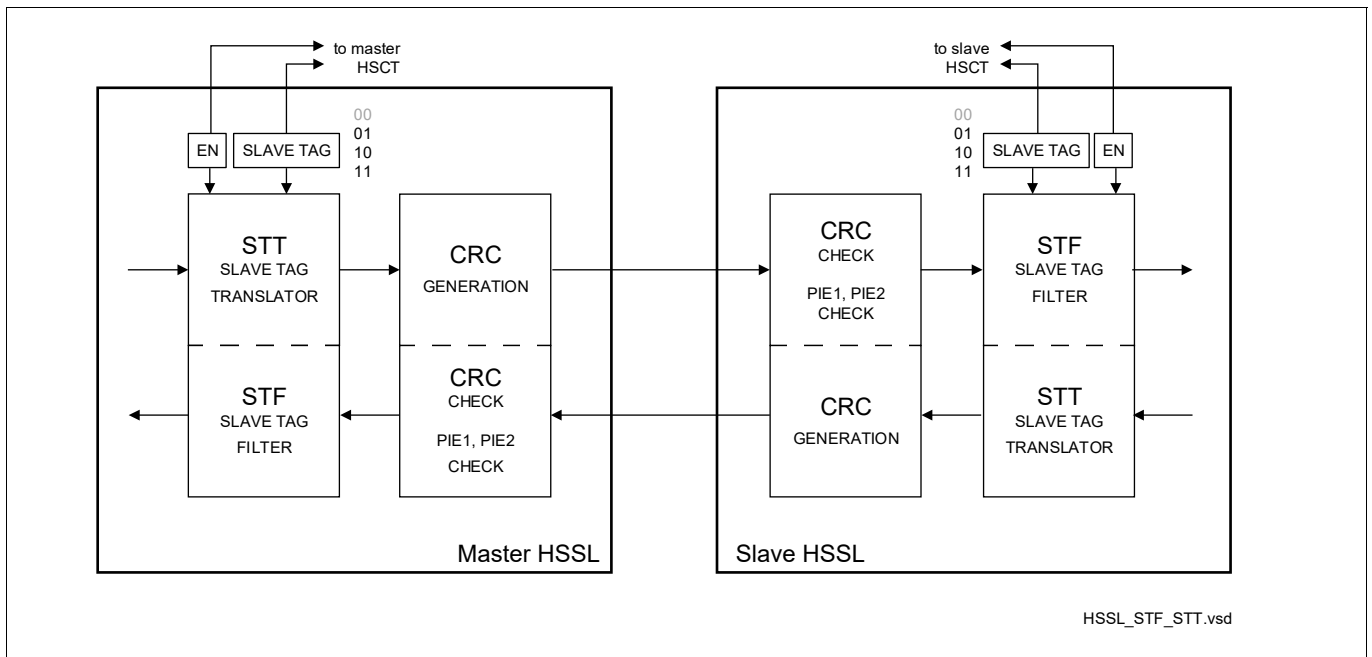 to master
HSCT
00
01
10
11
EN
SLAVE TAG
STT
SLAVE TAG
TRANSLATOR
CRC
GENERATION
STF
SLAVE TAG
FILTER
CRC
CHECK
PIE1, PIE2
CHECK
Master HSSL
to slave
HSCT
00
01
10
11
SLAVE TAG
EN
CRC
CHECK
PIE1, PIE2
CHECK
STF
SLAVE TAG
FILTER
CRC
GENERATION
STT
SLAVE TAG
TRANSLATOR
Slave HSSL
HSSL_STF_STT.vsd